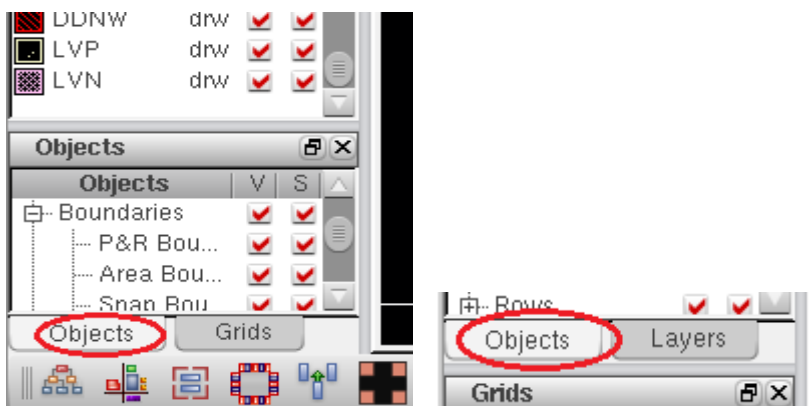 DDNW drw
LVP drw
LVN drw
Objects
Objects V S
Boundaries
P&R Bou...
Area Bou...
Snap Bou
Objects Grids
Rows
Objects Layers
Grids